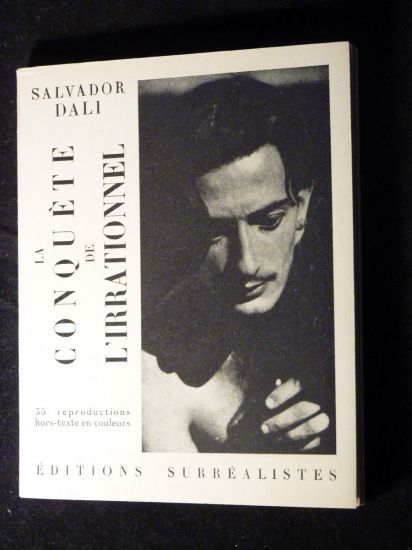 SALVADOR
DALI
LA
CONQUÊTE
DE
L'IRRATIONNEL
35 reproductions
hors-texte en couleurs
ÉDITIONS SURRÉALISTES